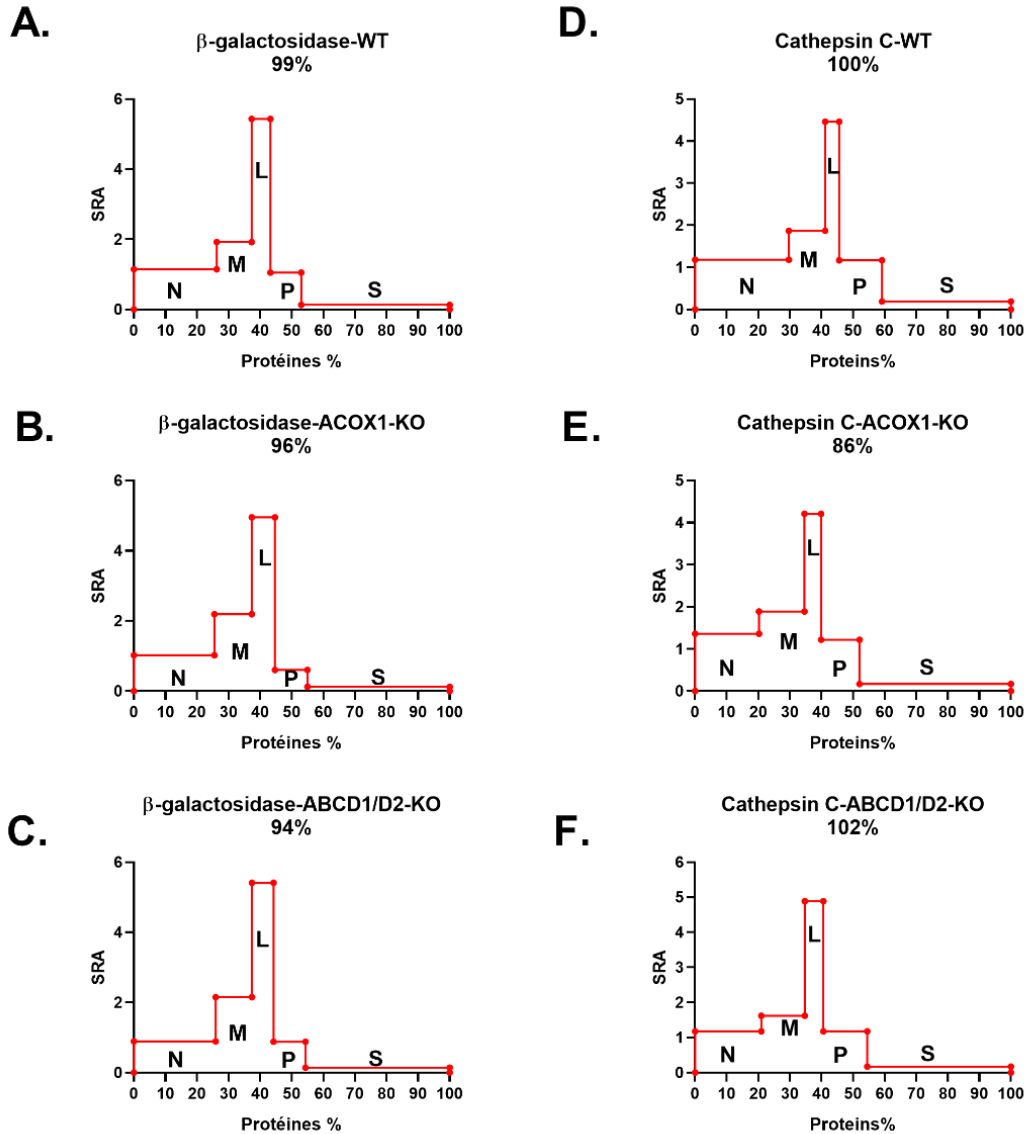 A.
β-galactosidase-WT
99%
6
4
2
0
SRA
N
M
L
P
S
0 10 20 30 40 50 60 70 80 90 100
Protéines %
D.
Cathepsin C-WT
100%
5
4
3
2
1
0
SRA
N
M
L
P
S
0 10 20 30 40 50 60 70 80 90 100
Proteins%
B.
β-galactosidase-ACOX1-KO
96%
6
4
2
0
SRA
N
M
L
P
S
0 10 20 30 40 50 60 70 80 90 100
Protéines %
E.
Cathepsin C-ACOX1-KO
86%
5
4
3
2
1
0
SRA
N
M
L
P
S
0 10 20 30 40 50 60 70 80 90 100
Proteins%
C.
β-galactosidase-ABCD1/D2-KO
94%
6
4
2
0
SRA
N
M
L
P
S
0 10 20 30 40 50 60 70 80 90 100
Protéines %
F.
Cathepsin C-ABCD1/D2-KO
102%
6
5
4
3
2
1
0
SRA
N
M
L
P
S
0 10 20 30 40 50 60 70 80 90 100
Proteins%